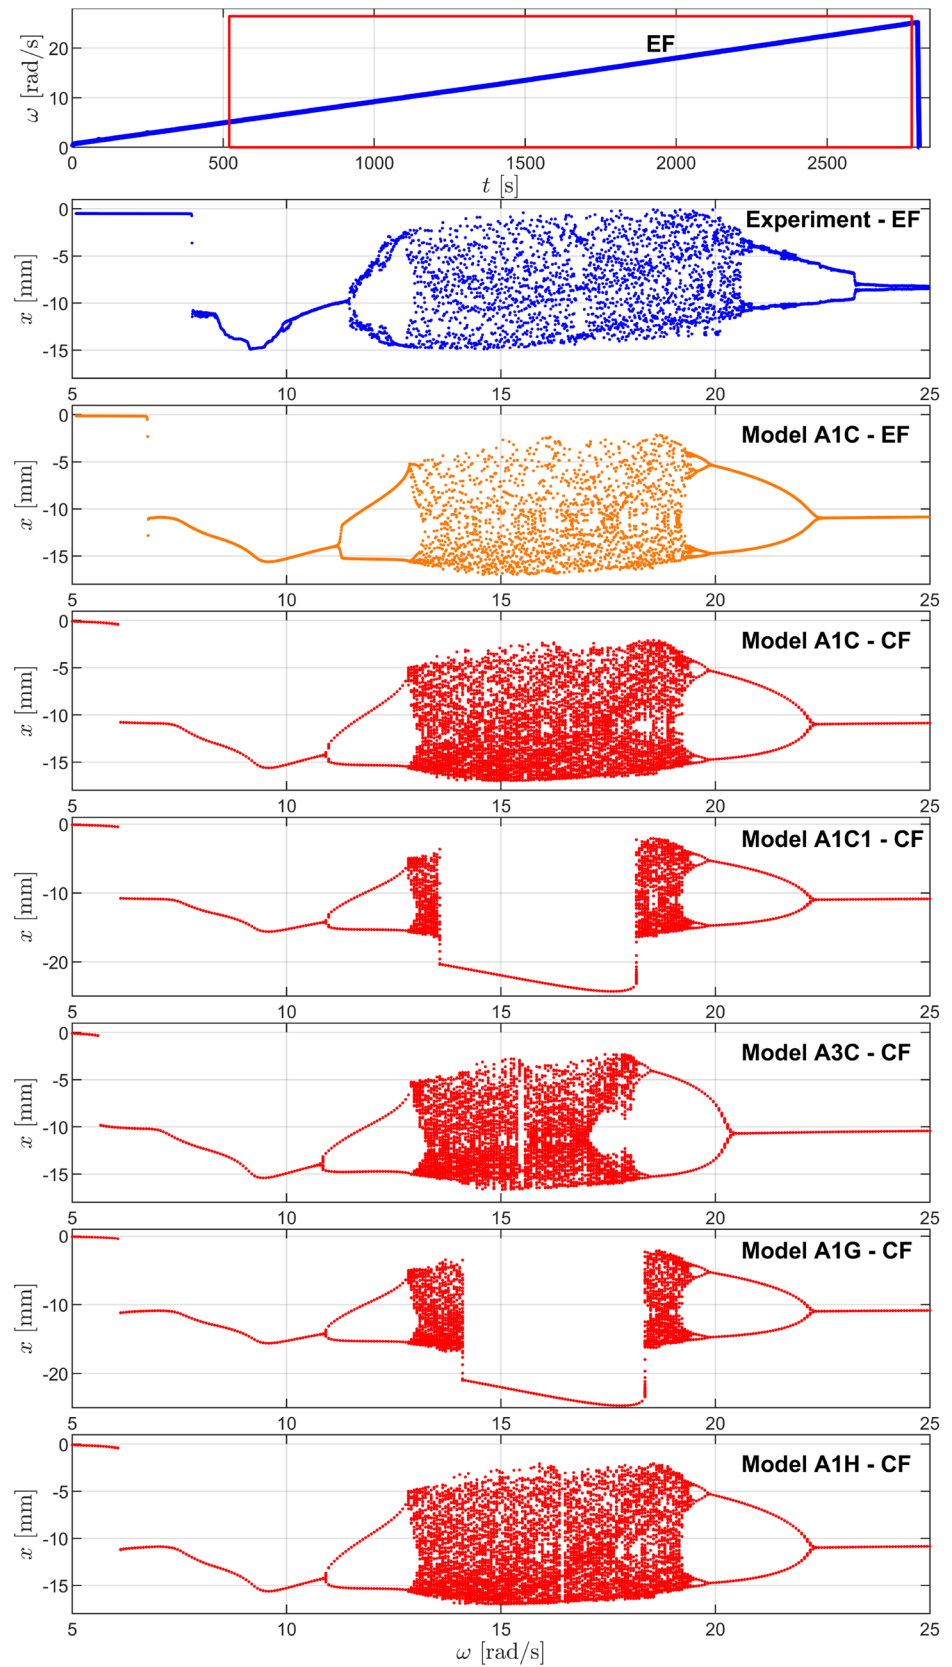 ω [rad/s]
20
10
0
EF
0 500 1000 1500 2000 2500
t [s]
Experiment - EF
x [mm]
0
-5
-10
-15
5 10 15 20 25
Model A1C - EF
x [mm]
0
-5
-10
-15
5 10 15 20 25
Model A1C - CF
x [mm]
0
-5
-10
-15
5 10 15 20 25
Model A1C1 - CF
x [mm]
0
-10
-20
5 10 15 20 25
Model A3C - CF
x [mm]
0
-5
-10
-15
5 10 15 20 25
Model A1G - CF
x [mm]
0
-10
-20
5 10 15 20 25
Model A1H - CF
x [mm]
0
-5
-10
-15
5 10 15 20 25
ω [rad/s]